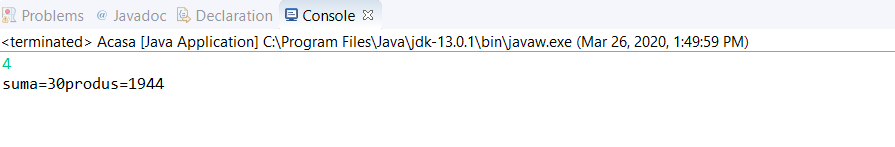 Problems @ Javadoc Declaration Console
<terminated> Acasa [Java Application] C:\Program Files\Java\jdk-13.0.1\bin\javaw.exe (Mar 26, 2020, 1:49:59 PM)
4
suma=30produs=1944